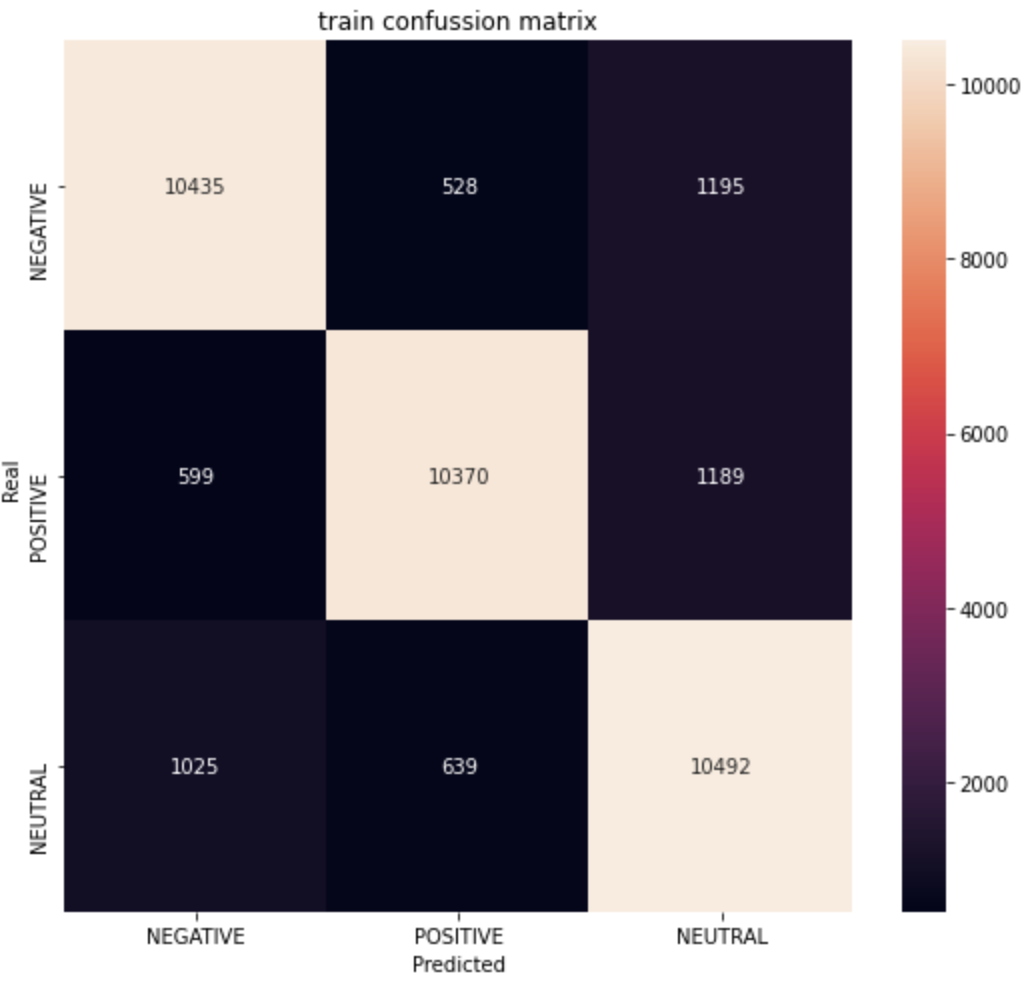 train confussion matrix
NEGATIVE 10435 528 1195
Real
POSITIVE 599 10370 1189
NEUTRAL 1025 639 10492
NEGATIVE POSITIVE NEUTRAL
Predicted
10000
8000
6000
4000
2000